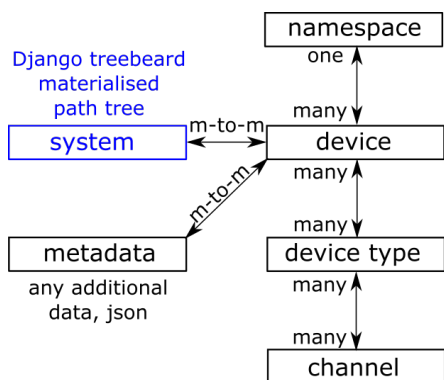 namespace
Django treebeard
materialised
path tree
one
many
m-to-m
system
device
many
m-to-m
many
metadata
device type
any additional
data, json
many
many
channel